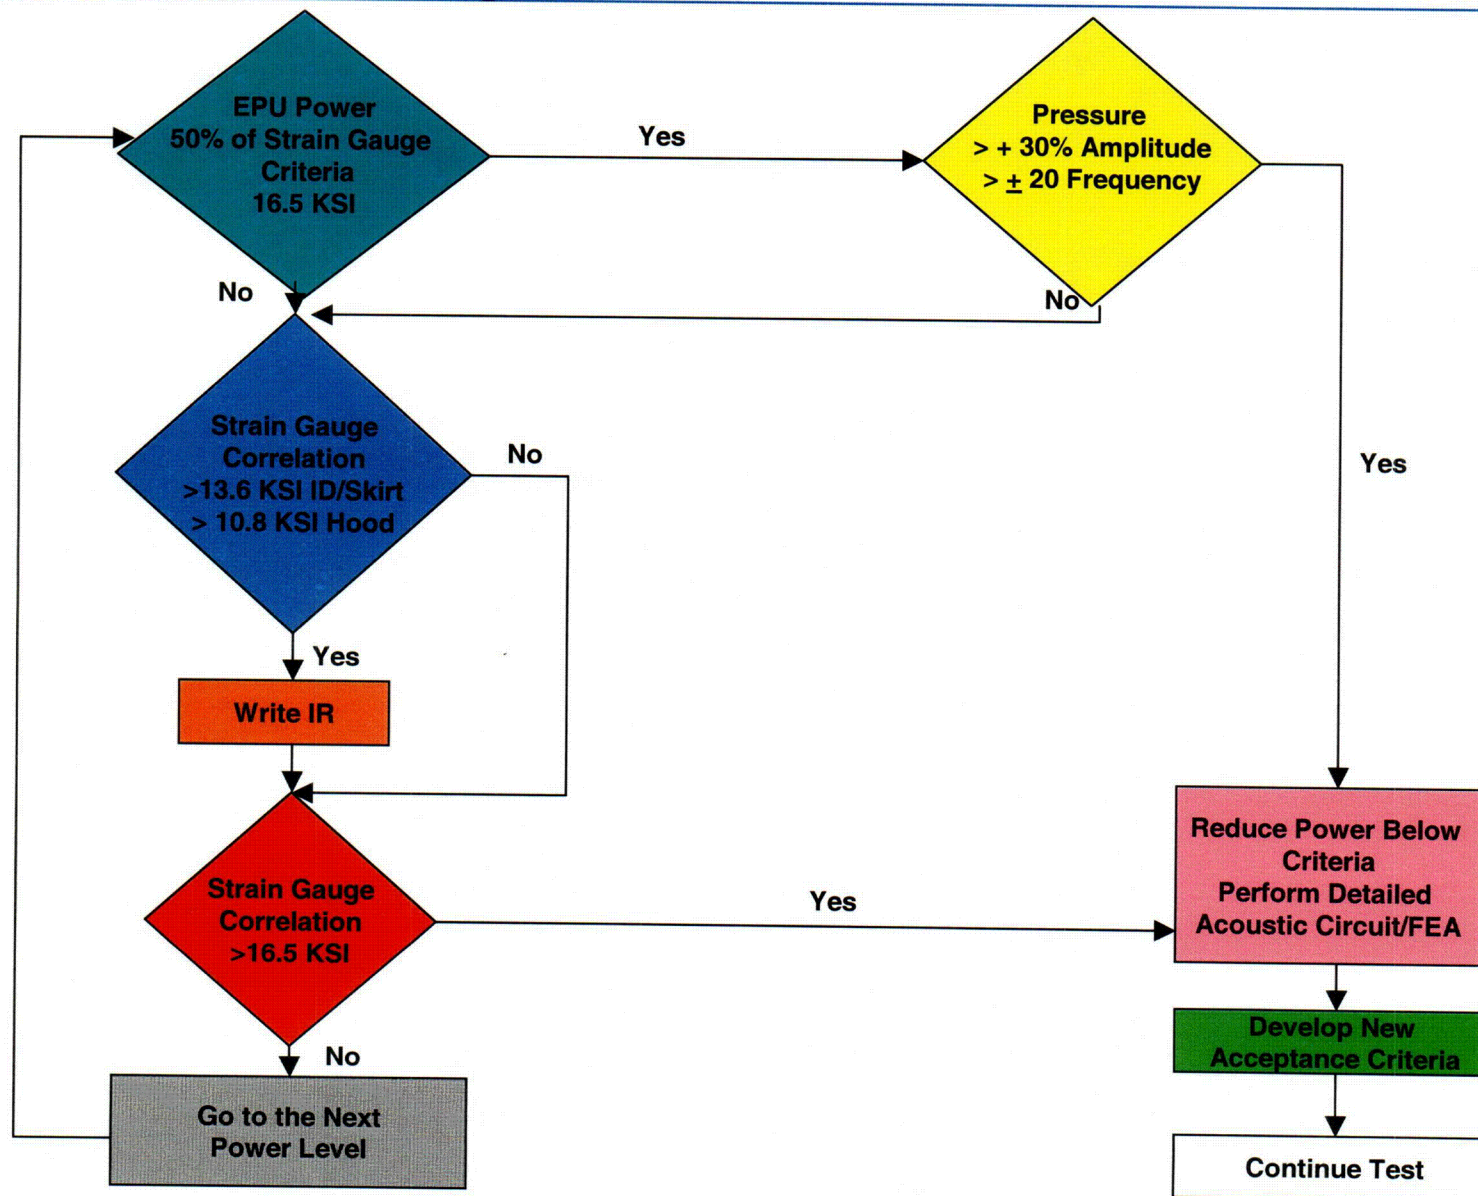 EPU Power
50% of Strain Gauge
Criteria
16.5 KSI
Yes
Pressure
> + 30% Amplitude
> ± 20 Frequency
No
No
Strain Gauge
Correlation
>13.6 KSI ID/Skirt
> 10.8 KSI Hood
No
Yes
Yes
Write IR
Strain Gauge
Correlation
>16.5 KSI
Yes
Reduce Power Below
Criteria
Perform Detailed
Acoustic Circuit/FEA
No
Develop New
Acceptance Criteria
Go to the Next
Power Level
Continue Test